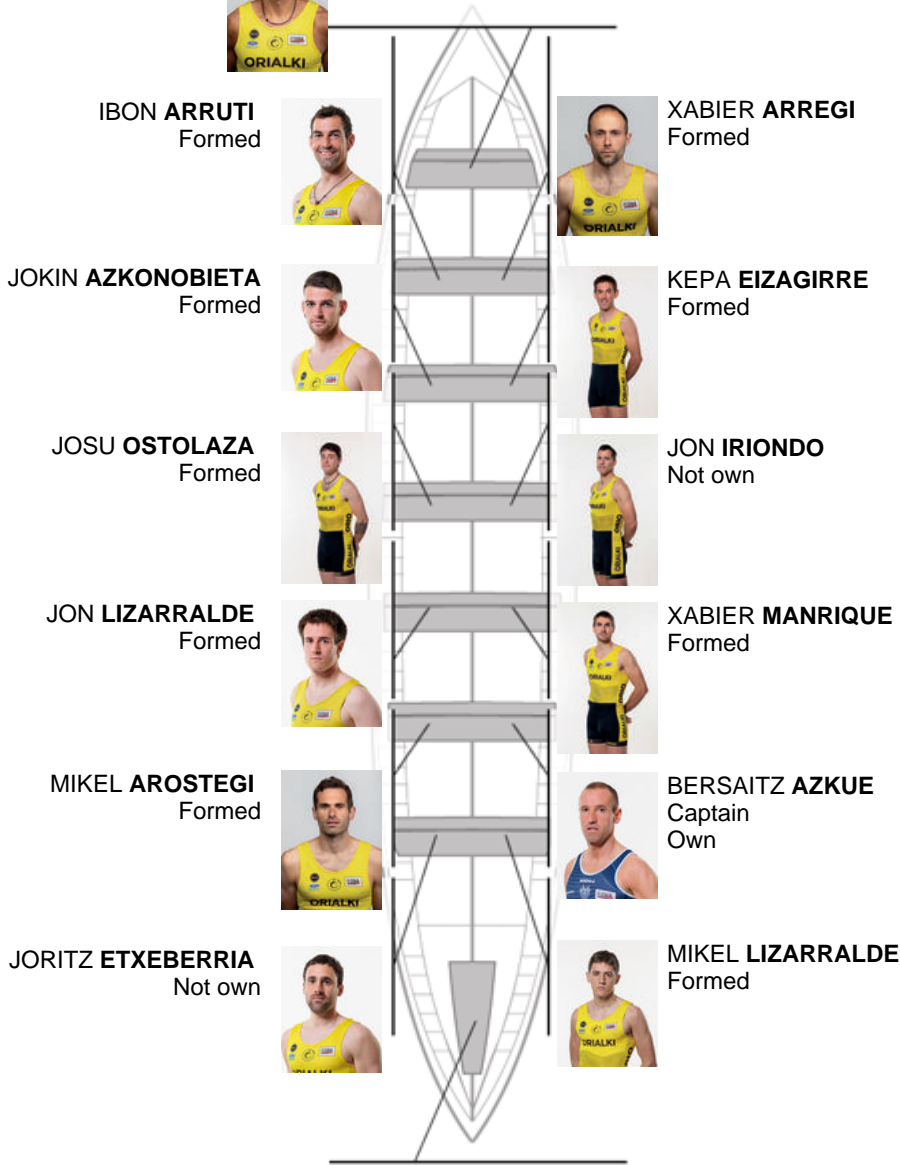 ORIALKI
IBON ARRUTI
Formed
XABIER ARREGI
Formed
ORIALKI
JOKIN AZKONOBIETA
Formed
KEPA EIZAGIRRE
Formed
JOSU OSTOLAZA
Formed
JON IRIONDO
Not own
JON LIZARRALDE
Formed
XABIER MANRIQUE
Formed
MIKEL AROSTEGI
Formed
ORIALKI
BERSAITZ AZKUE
Captain
Own
JORITZ ETXEBERRIA
Not own
MIKEL LIZARRALDE
Formed
ORIALKI